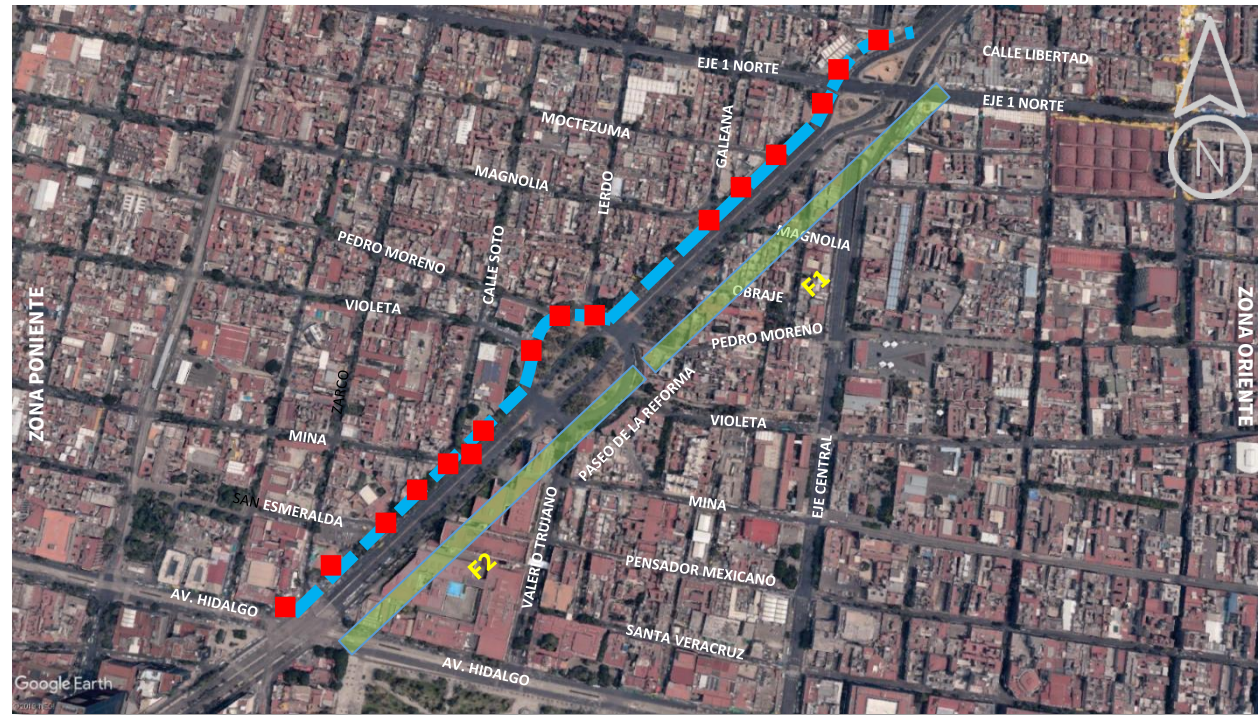 CALLE LIBERTAD
EJE 1 NORTE
EJE 1 NORTE
MOCTEZUMA
GALEANA
MAGNOLIA
LERDO
N
PEDRO MORENO
CALLE SOTO
MAGNOLIA
F1
OBRAJE
VIOLETA
PEDRO MORENO
ZONA PONIENTE
ZONA ORIENTE
ZARCO
PASEO DE LA REFORMA
VIOLETA
MINA
EJE CENTRAL
SAN ESMERALDA
MINA
VALERIO TRUJANO
F2
PENSADOR MEXICANO
AV. HIDALGO
SANTA VERACRUZ
AV. HIDALGO
Google Earth